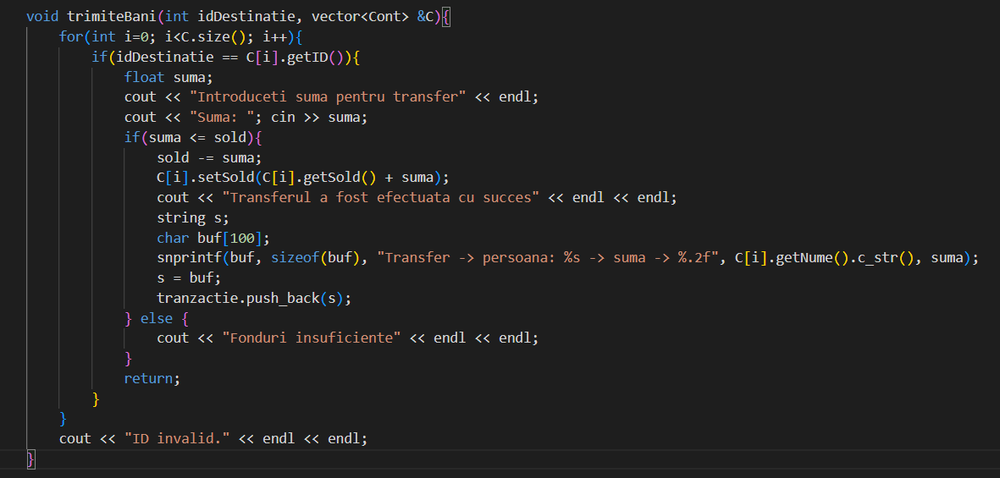 void trimiteBani(int idDestinatie, vector<Cont> &C){
    for(int i=0; i<C.size(); i++){
        if(idDestinatie == C[i].getID()){
            float suma;
            cout << "Introduceti suma pentru transfer" << endl;
            cout << "Suma: "; cin >> suma;
            if(suma <= sold){
                sold -= suma;
                C[i].setSold(C[i].getSold() + suma);
                cout << "Transferul a fost efectuata cu succes" << endl << endl;
                string s;
                char buf[100];
                snprintf(buf, sizeof(buf), "Transfer -> persoana: %s -> suma -> %.2f", C[i].getNume().c_str(), suma);
                s = buf;
                tranzactie.push_back(s);
            } else {
                cout << "Fonduri insuficiente" << endl << endl;
            }
            return;
        }
    }
    cout << "ID invalid." << endl << endl;
}